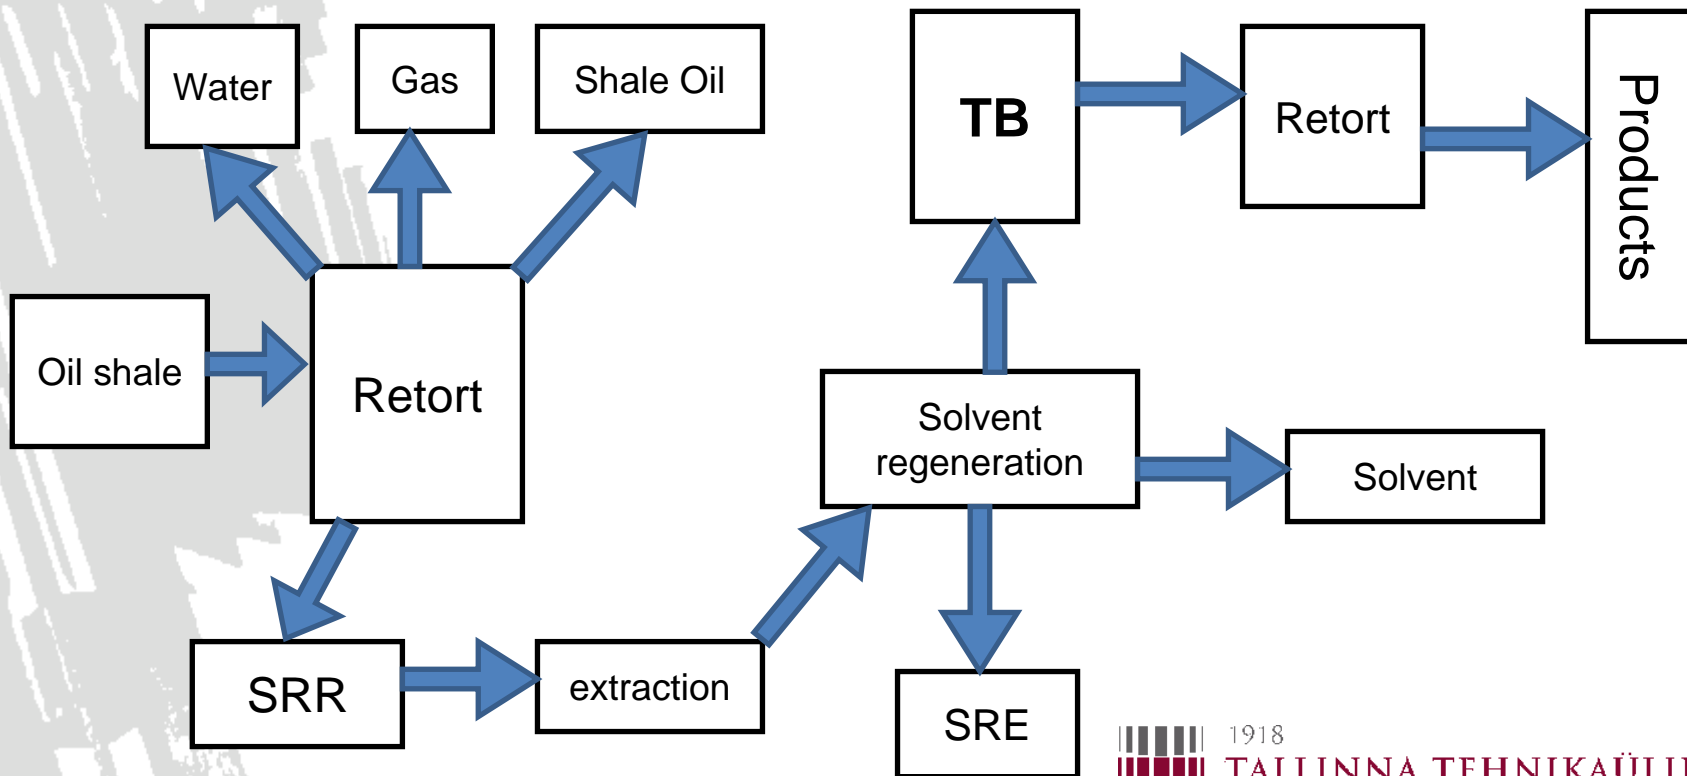 Water
Gas
Shale Oil
TB
Retort
Products
Oil shale
Retort
Solvent
regeneration
Solvent
SRR
extraction
SRE
1918